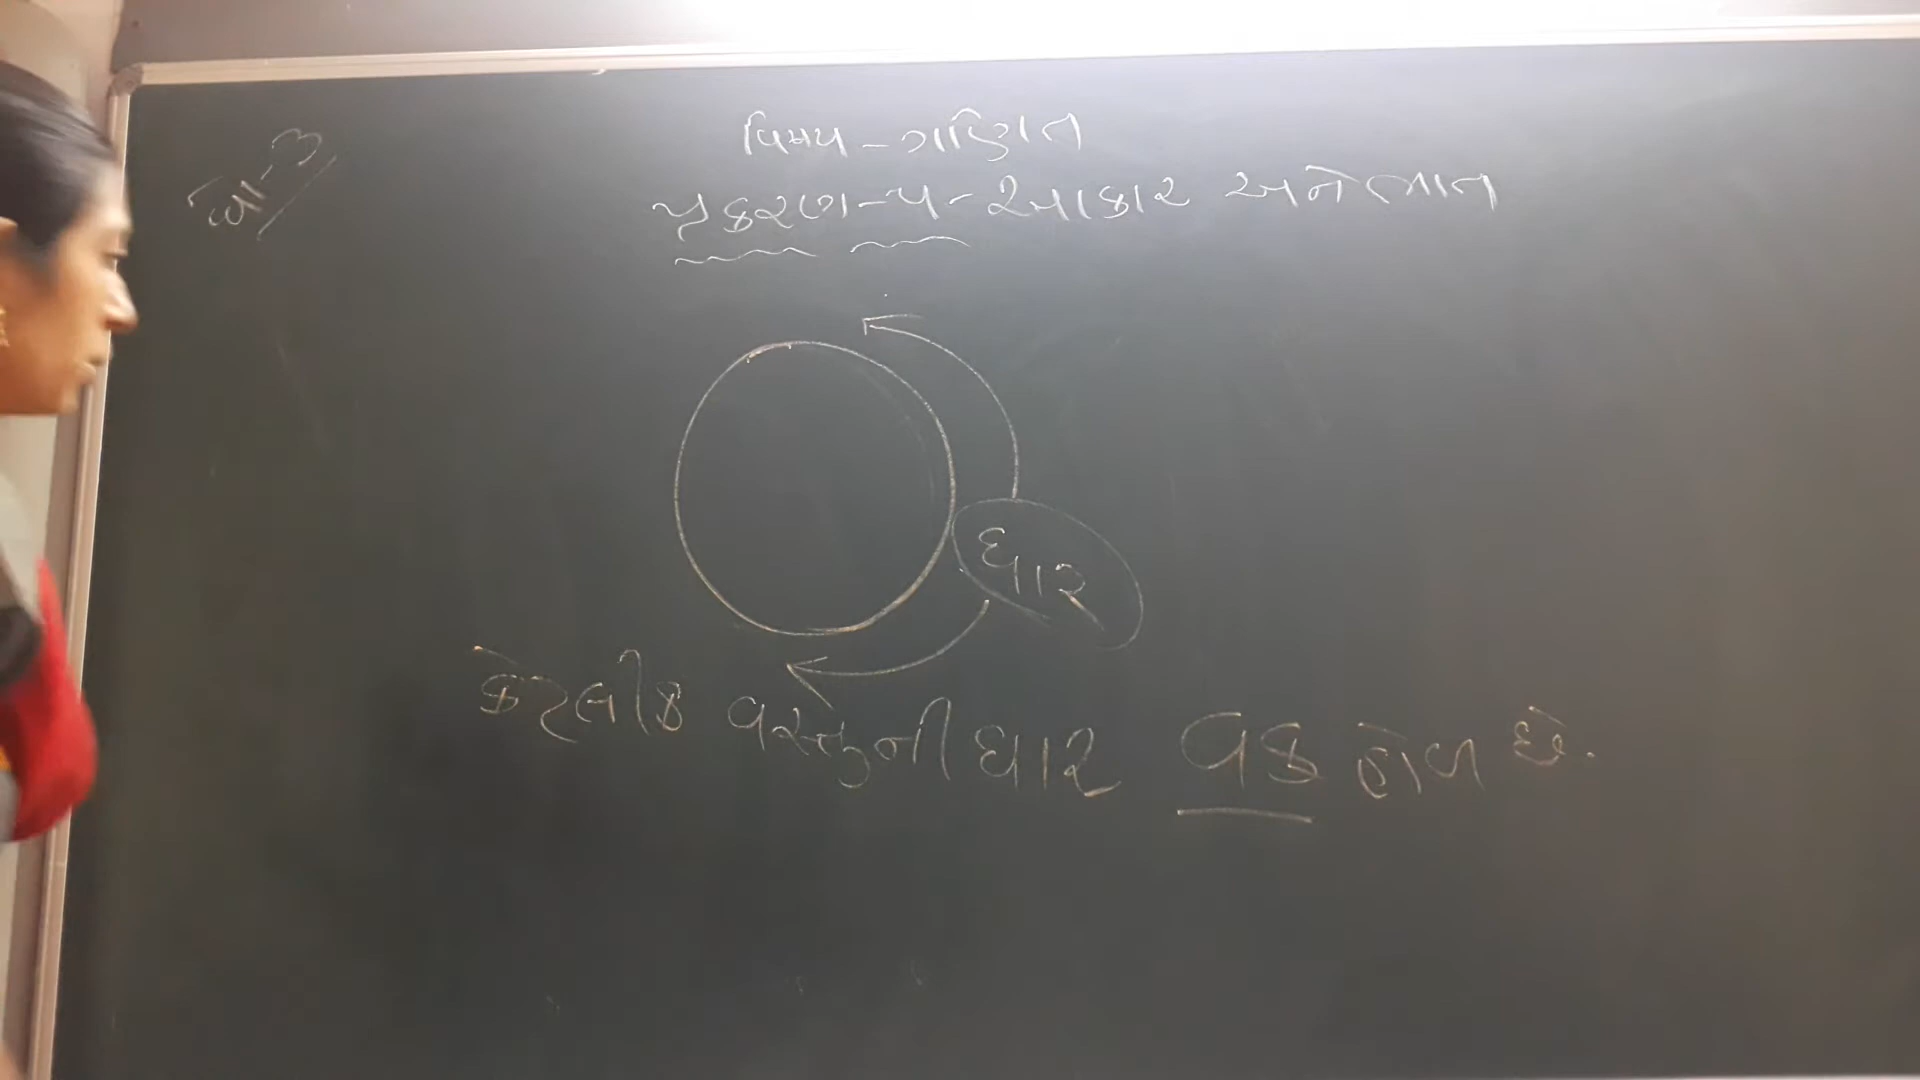 ધો-૩
વિષય - ગણિત
પ્રકરણ - ૫ - આકાર અને ભાત
ધાર
કેટલીક વસ્તુની ધાર વક્ર હોય છે.